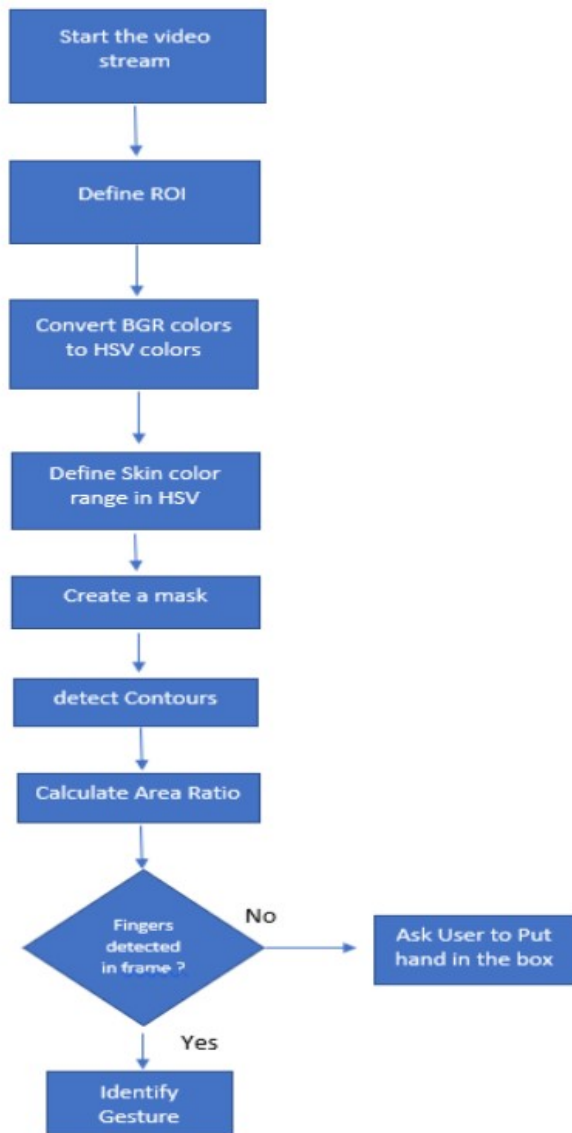 Start the video
stream
Define ROI
Convert BGR colors
to HSV colors
Define Skin color
range in HSV
Create a mask
detect Contours
Calculate Area Ratio
Fingers
detected
in frame ?
No
Ask User to Put
hand in the box
Yes
Identify
Gesture